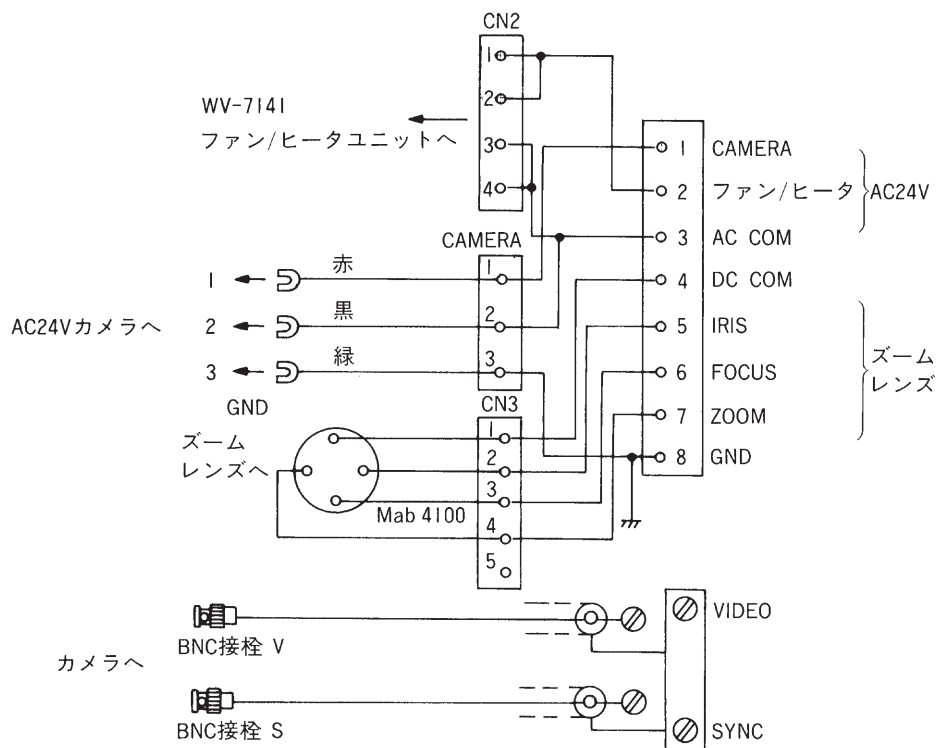 CN2
1
2
3
4
WV-7141
ファン/ヒータユニットへ
1 CAMERA
2 ファン/ヒータ
3 AC COM
4 DC COM
5 IRIS
6 FOCUS
7 ZOOM
8 GND
AC24V
ズーム
レンズ
CAMERA
1
2
3
1 赤
2 黒
3 緑
AC24Vカメラへ
GND
CN3
1
2
3
4
5
ズーム
レンズへ
Mab 4100
BNC接栓 V
カメラへ
BNC接栓 S
VIDEO
SYNC